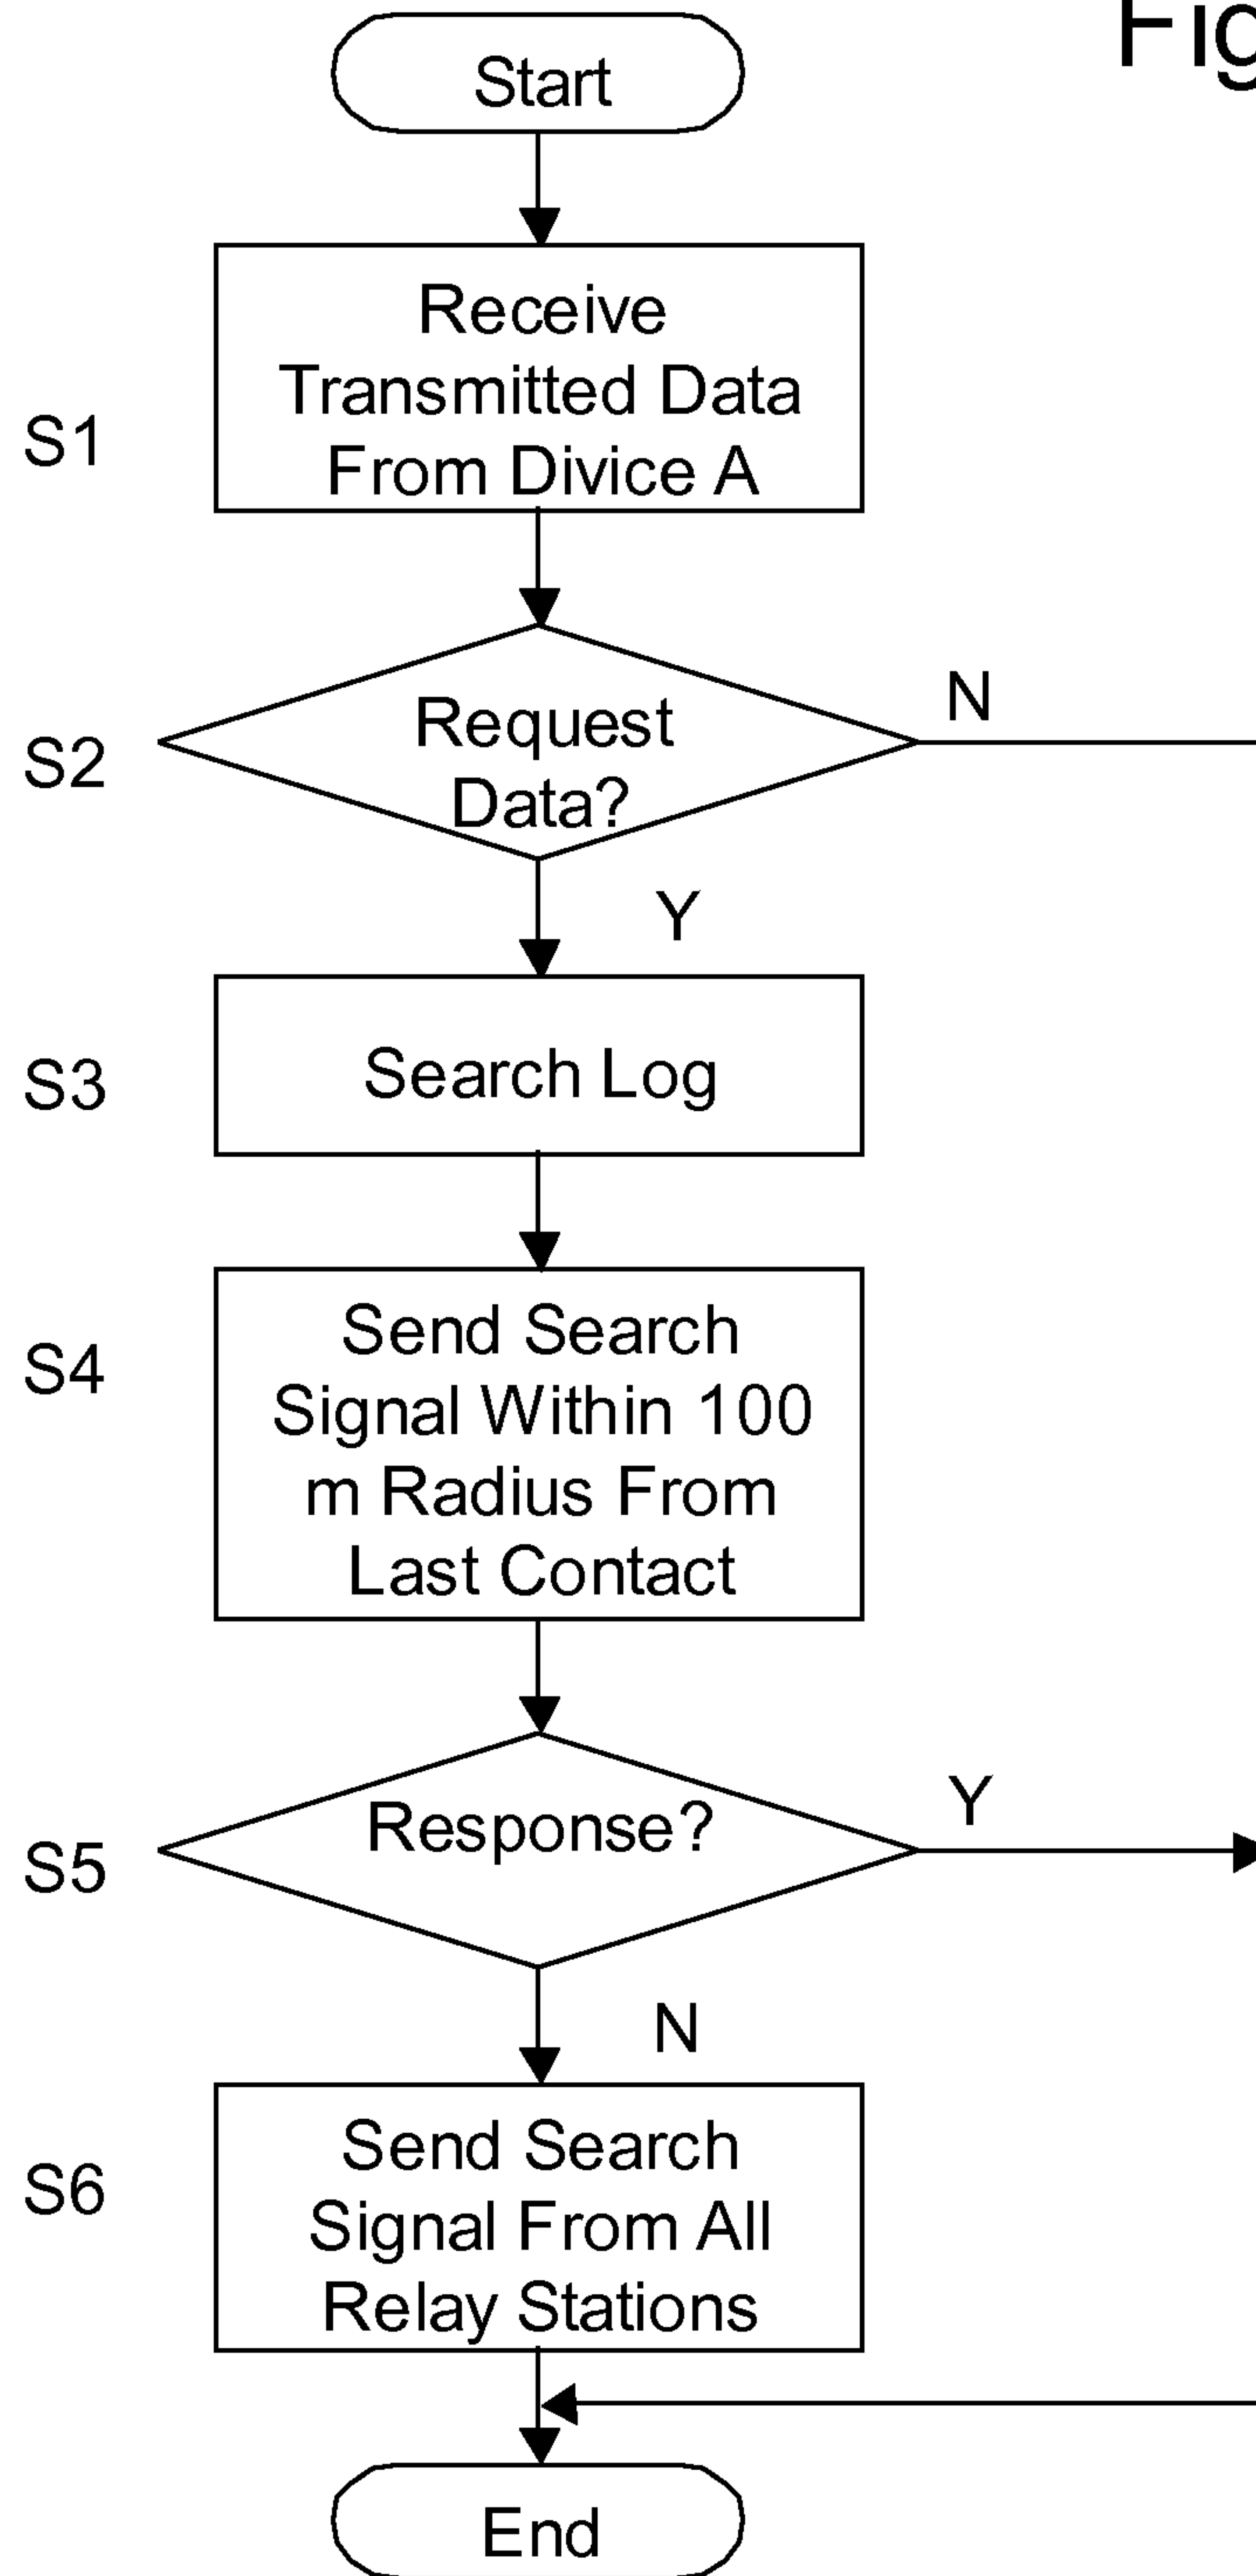 Fig
Start
S1
Receive
Transmitted Data
From Divice A
S2
Request
Data?
N
Y
S3
Search Log
S4
Send Search
Signal Within 100
m Radius From
Last Contact
S5
Response?
Y
N
S6
Send Search
Signal From All
Relay Stations
End